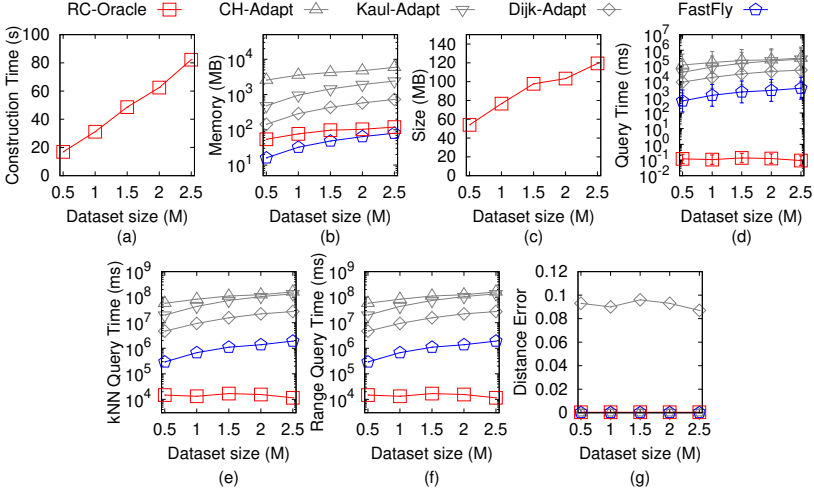 RC-Oracle CH-Adapt Kaul-Adapt Dijk-Adapt FastFly
Construction Time (s)
100
80
60
40
20
0
0.5 1 1.5 2 2.5
Dataset size (M)
(a)
Memory (MB)
10^4
10^3
10^2
10^1
0.5 1 1.5 2 2.5
Dataset size (M)
(b)
Size (MB)
140
120
100
80
60
40
20
0
0.5 1 1.5 2 2.5
Dataset size (M)
(c)
Query Time (ms)
10^7
10^6
10^5
10^4
10^3
10^2
10^1
10^0
10^-1
10^-2
0.5 1 1.5 2 2.5
Dataset size (M)
(d)
kNN Query Time (ms)
10^9
10^8
10^7
10^6
10^5
10^4
0.5 1 1.5 2 2.5
Dataset size (M)
(e)
Range Query Time (ms)
10^9
10^8
10^7
10^6
10^5
10^4
0.5 1 1.5 2 2.5
Dataset size (M)
(f)
Distance Error
0.12
0.1
0.08
0.06
0.04
0.02
0
0.5 1 1.5 2 2.5
Dataset size (M)
(g)